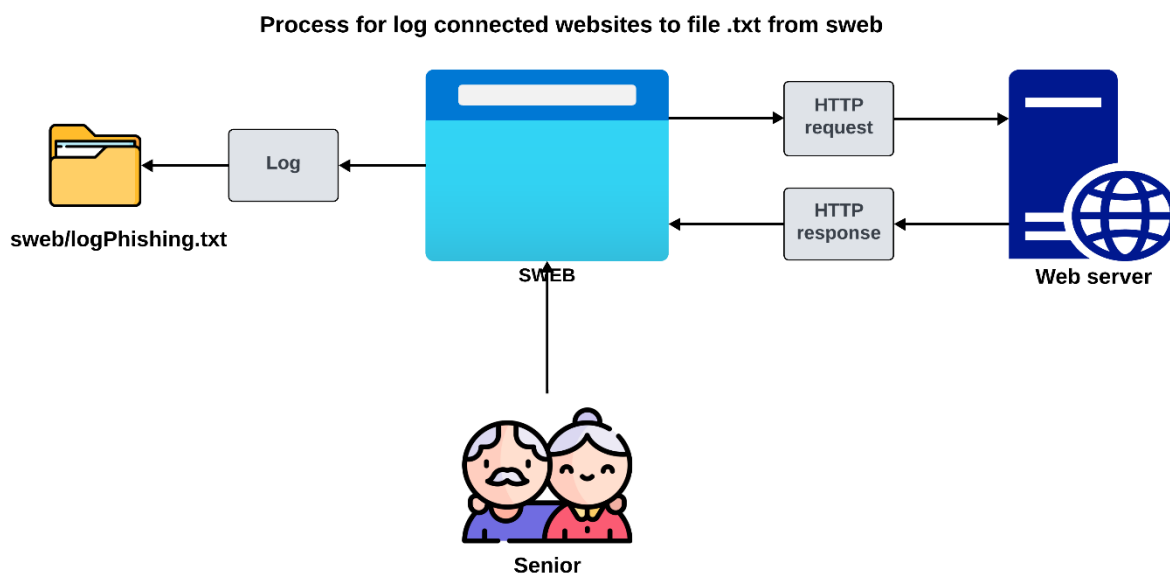 Process for log connected websites to file .txt from sweb
HTTP
request
Log
HTTP
response
sweb/logPhishing.txt
SWEB
Web server
Senior